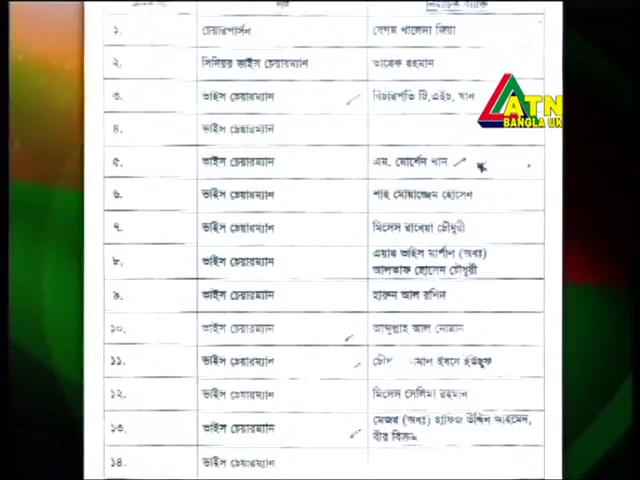 ১. চেয়ারপার্সন বেগম খালেদা জিয়া
২. সিনিয়র ভাইস চেয়ারম্যান তারেক রহমান
৩. ভাইস চেয়ারম্যান বিচারপতি টি.এইচ. খান
ATN
BANGLA UK
৪. ভাইস চেয়ারম্যান
৫. ভাইস চেয়ারম্যান এম. মোর্শেদ খান
৬. ভাইস চেয়ারম্যান শাহ মোয়াজ্জেম হোসেন
৭. ভাইস চেয়ারম্যান মিসেস রাবেয়া চৌধুরী
৮. ভাইস চেয়ারম্যান এয়ার ভাইস মার্শাল (অবঃ)
আলতাফ হোসেন চৌধুরী
৯. ভাইস চেয়ারম্যান হারুন আল রশিদ
১০. ভাইস চেয়ারম্যান আব্দুল্লাহ আল নোমান
১১. ভাইস চেয়ারম্যান ইবনে ইউসুফ
১২. ভাইস চেয়ারম্যান মিসেস সেলিমা রহমান
১৩. ভাইস চেয়ারম্যান মেজর (অবঃ) হাফিজ উদ্দিন আহমেদ,
বীর বিক্রম
১৪. ভাইস চেয়ারম্যান